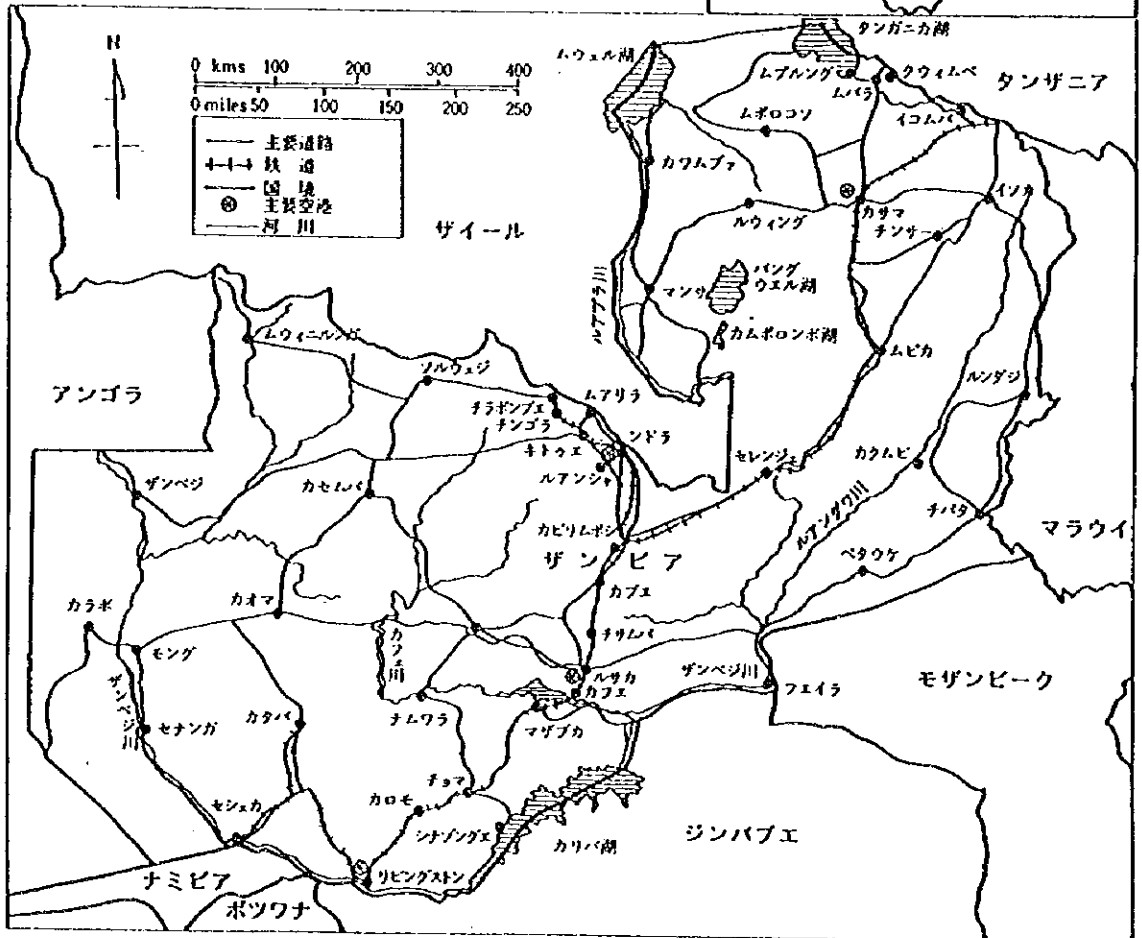 N
0 kms 100 200 300 400
0 miles 50 100 150 200 250
主要道路
鉄道
国境
主要空港
河川
タンガニカ湖
ムウェル湖
ムプルング
クウィムベ
ムバラ
タンザニア
ムポロコソ
イコムバ
カワムブァ
ザイール
ルウィング
カサマ
イソカ
チンサー
バング
ウエル湖
マンサ
ルアプラ川
カムポロンボ湖
ムウィニルンガ
ムピカ
ソルウェジ
ルンダジ
アンゴラ
チラボンブエ
ムアリラ
チンゴラ
ンドラ
キトゥエ
ルアンシャ
セレンジェ
カクムビ
ザンベジ
カセムパ
ルアングワ川
カピリムポシ
チパタ
マラウイ
ザンビア
ペタウケ
カブエ
カラボ
カオマ
チサムバ
モング
カフェ川
ルサカ
ザンベジ川
カフエ
フエイラ
モザンビーク
ザンベジ川
セナンガ
カタバ
ナムワラ
マザブカ
チョマ
カロモ
セシェカ
シナゾングエ
カリバ湖
ジンバブエ
リビングストン
ナミビア
ボツワナ